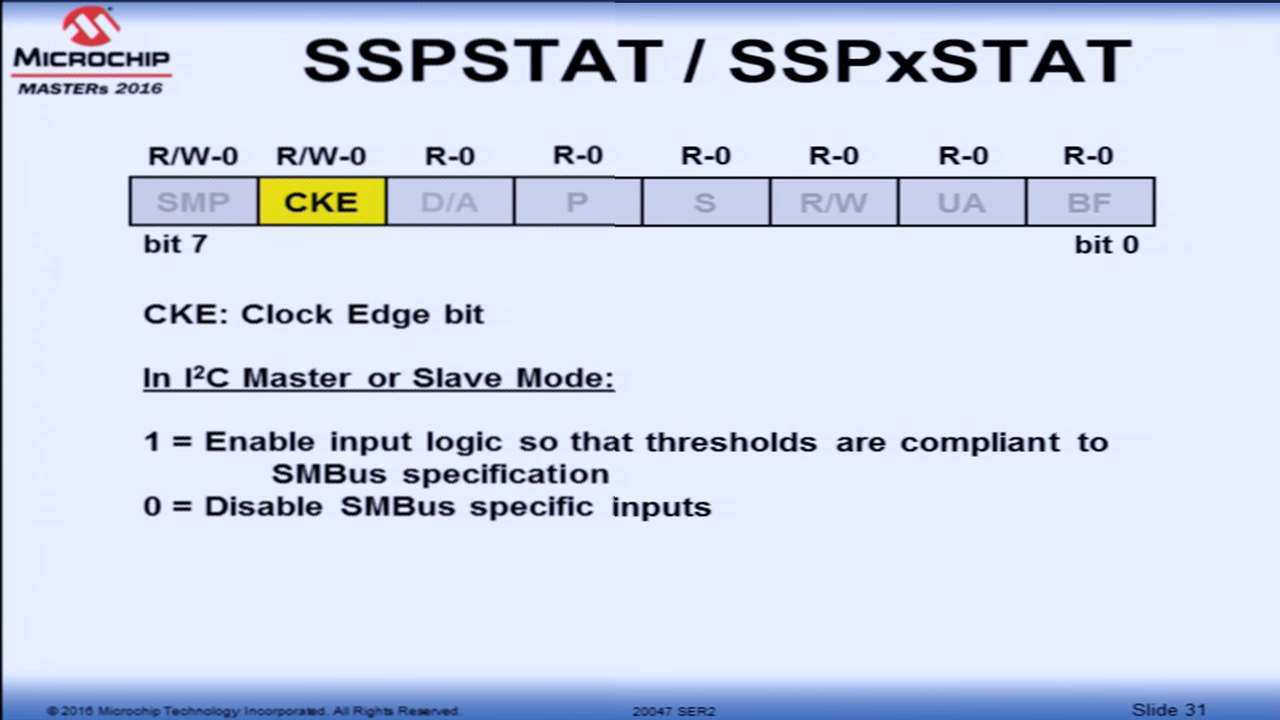 MICROCHIP
MASTERs 2016
SSPSTAT / SSPxSTAT
R/W-0 R/W-0 R-0 R-0 R-0 R-0 R-0 R-0
SMP CKE D/A P S R/W UA BF
bit 7 bit 0
CKE: Clock Edge bit
In I²C Master or Slave Mode:
1 = Enable input logic so that thresholds are compliant to
SMBus specification
0 = Disable SMBus specific inputs
© 2016 Microchip Technology Incorporated. All Rights Reserved. 20047 SER2 Slide 31